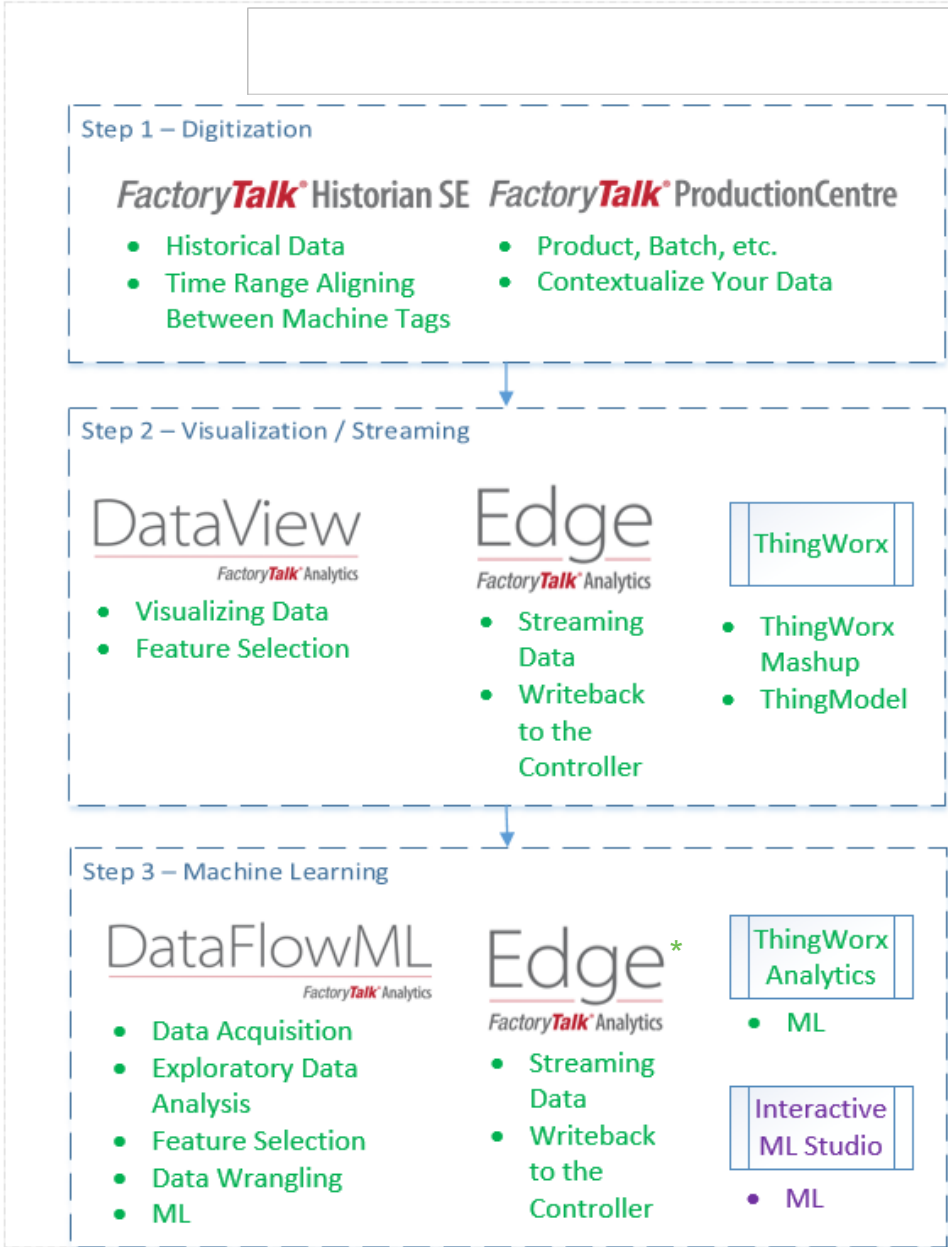 Step 1 – Digitization
FactoryTalk® Historian SE
• Historical Data
• Time Range Aligning
Between Machine Tags
FactoryTalk® ProductionCentre
• Product, Batch, etc.
• Contextualize Your Data
Step 2 – Visualization / Streaming
DataView
FactoryTalk® Analytics
• Visualizing Data
• Feature Selection
Edge
FactoryTalk® Analytics
• Streaming
Data
• Writeback
to the
Controller
ThingWorx
• ThingWorx
Mashup
• ThingModel
Step 3 – Machine Learning
DataFlowML
FactoryTalk® Analytics
• Data Acquisition
• Exploratory Data
Analysis
• Feature Selection
• Data Wrangling
• ML
Edge*
FactoryTalk® Analytics
• Streaming
Data
• Writeback
to the
Controller
ThingWorx
Analytics
• ML
Interactive
ML Studio
• ML